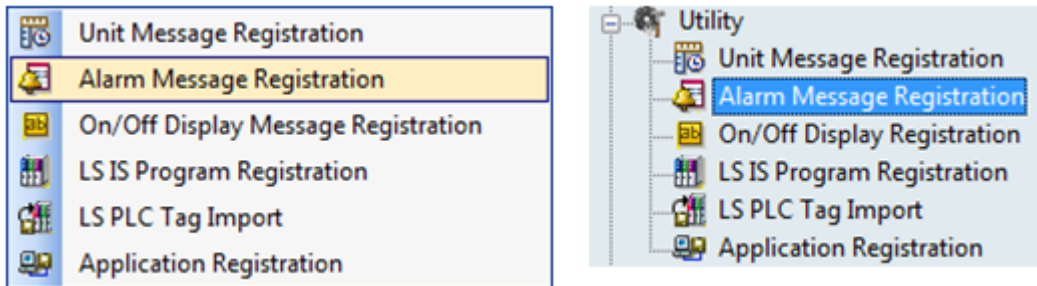 Unit Message Registration
Alarm Message Registration
On/Off Display Message Registration
LS IS Program Registration
LS PLC Tag Import
Application Registration
Utility
Unit Message Registration
Alarm Message Registration
On/Off Display Registration
LS IS Program Registration
LS PLC Tag Import
Application Registration